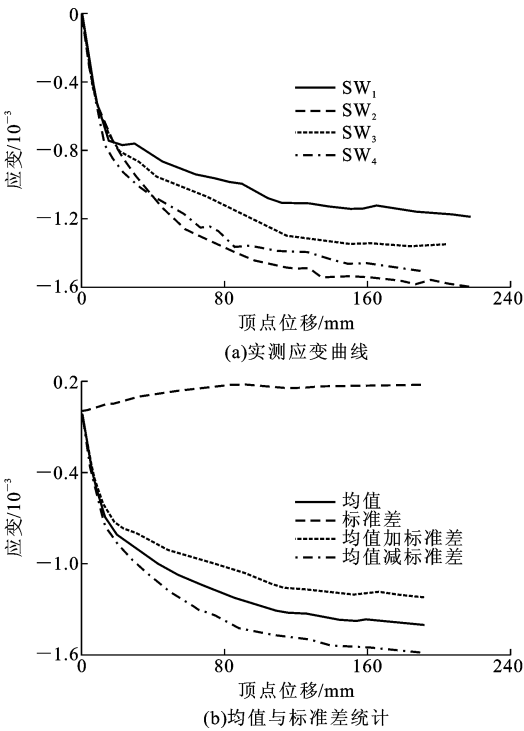 0
−0.4
−0.8
−1.2
−1.6
应变/10⁻³
SW₁
SW₂
SW₃
SW₄
0 80 160 240
顶点位移/mm
(a)实测应变曲线
0.2
−0.4
−1.0
−1.6
应变/10⁻³
均值
标准差
均值加标准差
均值减标准差
0 80 160 240
顶点位移/mm
(b)均值与标准差统计